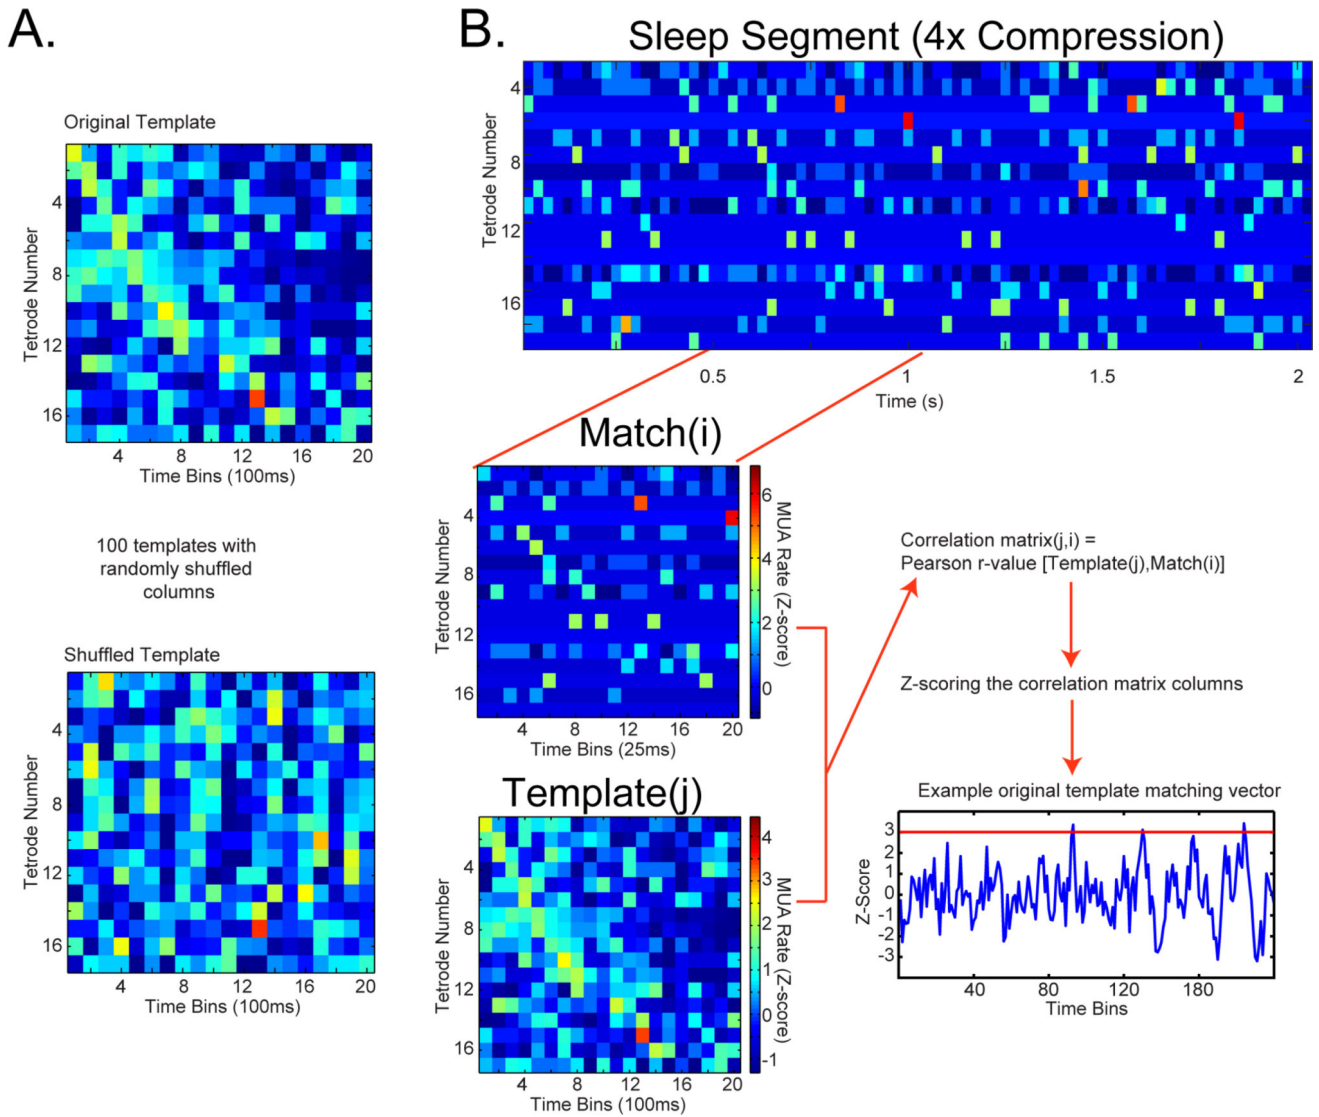 A.
Original Template
Tetrode Number
4
8
12
16
4 8 12 16 20
Time Bins (100ms)
100 templates with
randomly shuffled
columns
Shuffled Template
Tetrode Number
4
8
12
16
4 8 12 16 20
Time Bins (100ms)
B.
Sleep Segment (4x Compression)
Tetrode Number
4
8
12
16
0.5 1 1.5 2
Time (s)
Match(i)
Tetrode Number
4
8
12
16
4 8 12 16 20
Time Bins (25ms)
6
4
2
0
MUA Rate (Z-score)
Template(j)
Tetrode Number
4
8
12
16
4 8 12 16 20
Time Bins (100ms)
4
3
2
1
0
-1
MUA Rate (Z-score)
Correlation matrix(j,i) =
Pearson r-value [Template(j),Match(i)]
Z-scoring the correlation matrix columns
Example original template matching vector
Z-Score
3
2
1
0
-1
-2
-3
40 80 120 180
Time Bins